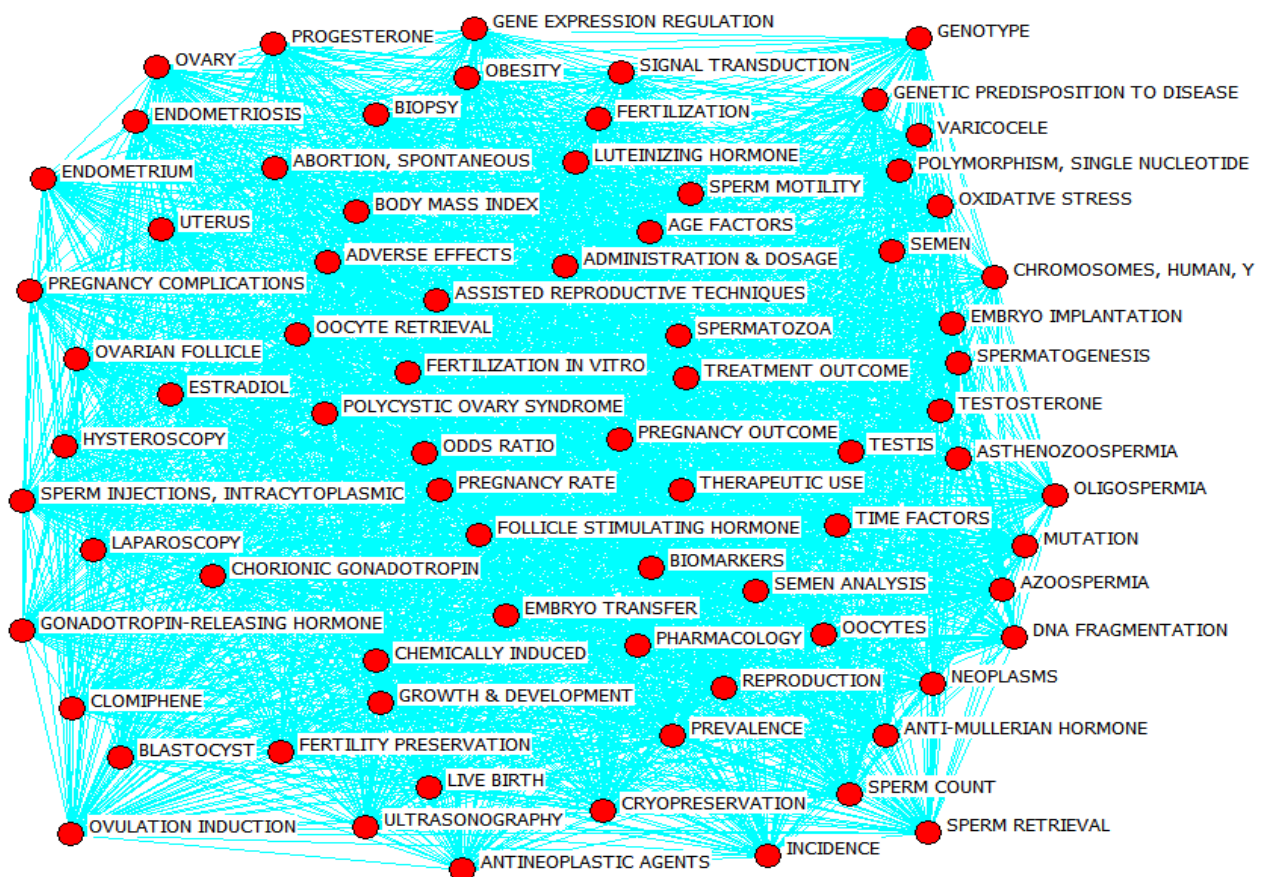 GENE EXPRESSION REGULATION
GENOTYPE
PROGESTERONE
OVARY
OBESITY
SIGNAL TRANSDUCTION
GENETIC PREDISPOSITION TO DISEASE
BIOPSY
ENDOMETRIOSIS
FERTILIZATION
VARICOCELE
ABORTION, SPONTANEOUS
LUTEINIZING HORMONE
POLYMORPHISM, SINGLE NUCLEOTIDE
ENDOMETRIUM
SPERM MOTILITY
OXIDATIVE STRESS
BODY MASS INDEX
UTERUS
AGE FACTORS
SEMEN
ADVERSE EFFECTS
ADMINISTRATION & DOSAGE
CHROMOSOMES, HUMAN, Y
PREGNANCY COMPLICATIONS
ASSISTED REPRODUCTIVE TECHNIQUES
EMBRYO IMPLANTATION
OOCYTE RETRIEVAL
SPERMATOZOA
OVARIAN FOLLICLE
SPERMATOGENESIS
FERTILIZATION IN VITRO
TREATMENT OUTCOME
ESTRADIOL
POLYCYSTIC OVARY SYNDROME
TESTOSTERONE
HYSTEROSCOPY
ODDS RATIO
PREGNANCY OUTCOME
TESTIS
ASTHENOZOOSPERMIA
SPERM INJECTIONS, INTRACYTOPLASMIC
PREGNANCY RATE
THERAPEUTIC USE
OLIGOSPERMIA
FOLLICLE STIMULATING HORMONE
TIME FACTORS
LAPAROSCOPY
MUTATION
CHORIONIC GONADOTROPIN
BIOMARKERS
SEMEN ANALYSIS
AZOOSPERMIA
EMBRYO TRANSFER
GONADOTROPIN-RELEASING HORMONE
PHARMACOLOGY
OOCYTES
DNA FRAGMENTATION
CHEMICALLY INDUCED
REPRODUCTION
NEOPLASMS
CLOMIPHENE
GROWTH & DEVELOPMENT
PREVALENCE
ANTI-MULLERIAN HORMONE
BLASTOCYST
FERTILITY PRESERVATION
LIVE BIRTH
SPERM COUNT
CRYOPRESERVATION
OVULATION INDUCTION
ULTRASONOGRAPHY
SPERM RETRIEVAL
INCIDENCE
ANTINEOPLASTIC AGENTS